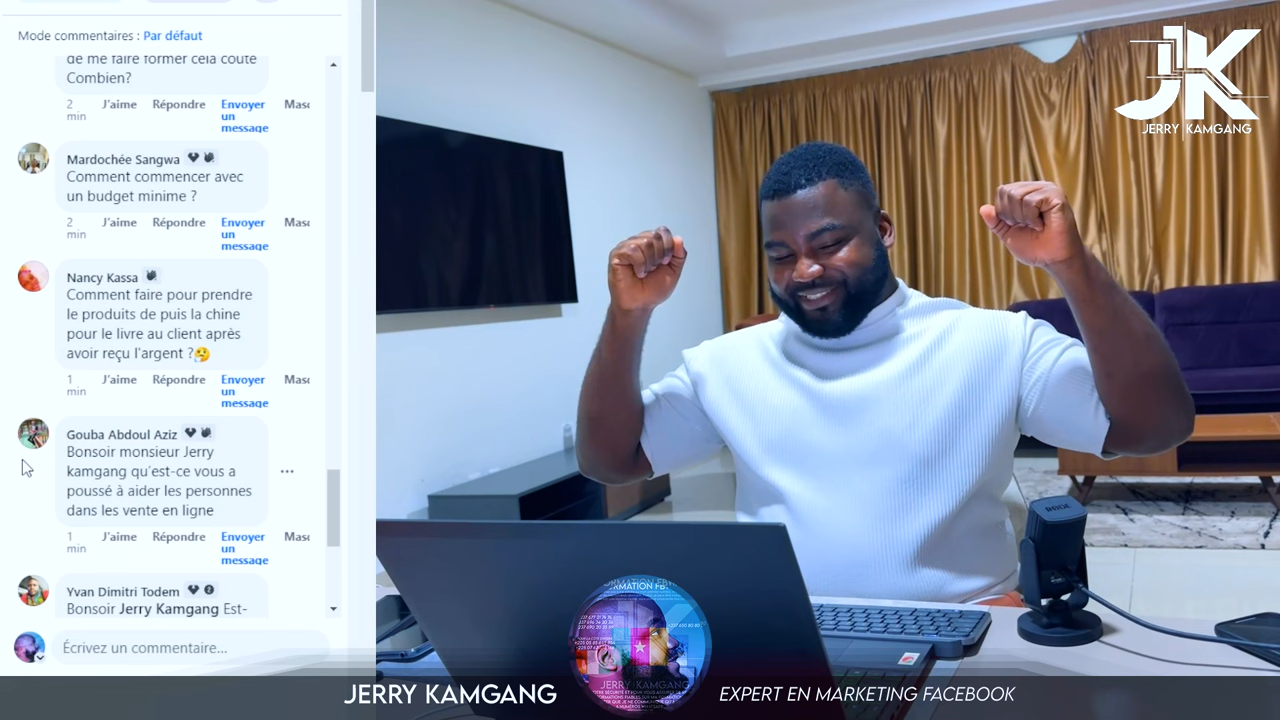 Mode commentaires : Par défaut
de me faire former cela coute
Combien?
2 min J'aime Répondre Envoyer un message
Mardochée Sangwa
Comment commencer avec
un budget minime ?
2 min J'aime Répondre Envoyer un message
Nancy Kassa
Comment faire pour prendre
le produits de puis la chine
pour le livre au client après
avoir reçu l'argent ?🤔
1 min J'aime Répondre Envoyer un message
Gouba Abdoul Aziz
Bonsoir monsieur Jerry
kamgang qu'est-ce vous a
poussé à aider les personnes
dans les vente en ligne
1 min J'aime Répondre Envoyer un message
Yvan Dimitri Todem
Bonsoir Jerry Kamgang Est-
Écrivez un commentaire...
JK
JERRY KAMGANG
RODE
JERRY KAMGANG
JERRY KAMGANG
EXPERT EN MARKETING FACEBOOK